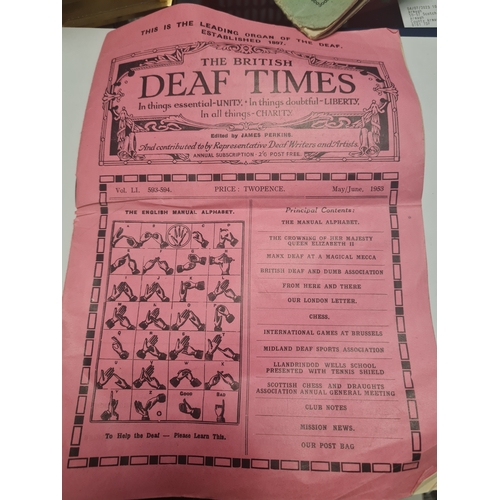 THIS IS THE LEADING ORGAN OF THE DEAF.
ESTABLISHED 1897.
THE BRITISH
DEAF TIMES
In things essential-UNITY. In things doubtful-LIBERTY.
In all things-CHARITY.
Edited by JAMES PERKINS.
And contributed to by Representative Deaf Writers and Artists.
ANNUAL SUBSCRIPTION - 2/6 POST FREE.
Vol. LI. 593-594.
PRICE: TWOPENCE.
May/June, 1953
THE ENGLISH MANUAL ALPHABET.
GOOD
BAD
To Help the Deaf — Please Learn This.
Principal Contents:
THE MANUAL ALPHABET.
THE CROWNING OF HER MAJESTY
QUEEN ELIZABETH II
MANX DEAF AT A MAGICAL MECCA
BRITISH DEAF AND DUMB ASSOCIATION
FROM HERE AND THERE
OUR LONDON LETTER.
CHESS.
INTERNATIONAL GAMES AT BRUSSELS
MIDLAND DEAF SPORTS ASSOCIATION
LLANDRINDOD WELLS SCHOOL
PRESENTED WITH TENNIS SHIELD
SCOTTISH CHESS AND DRAUGHTS
ASSOCIATION ANNUAL GENERAL MEETING
CLUB NOTES
MISSION NEWS.
OUR POST BAG